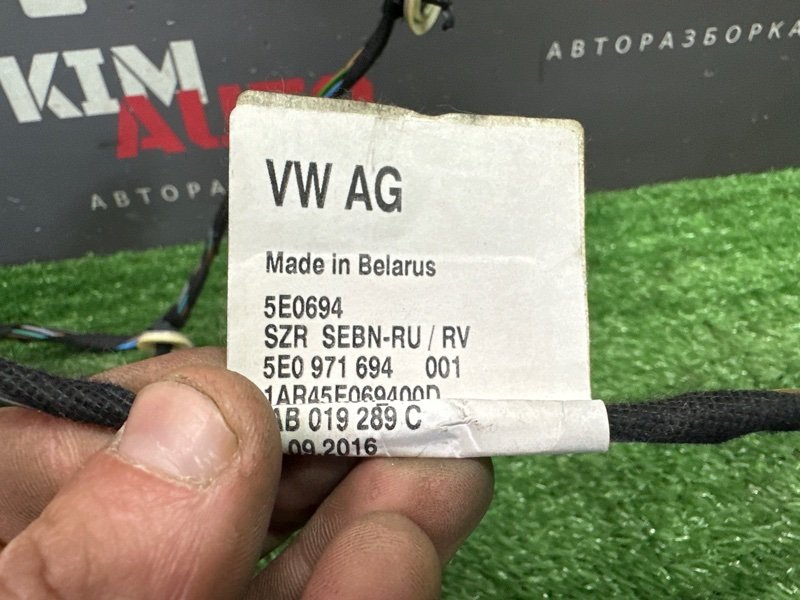 KIM
AUTO
АВТОРАЗБОРКА
VW AG
Made in Belarus
5E0694
SZR SEBN-RU / RV
5E0 971 694 001
1AR45E069400D
AB 019 289 C
.09.2016